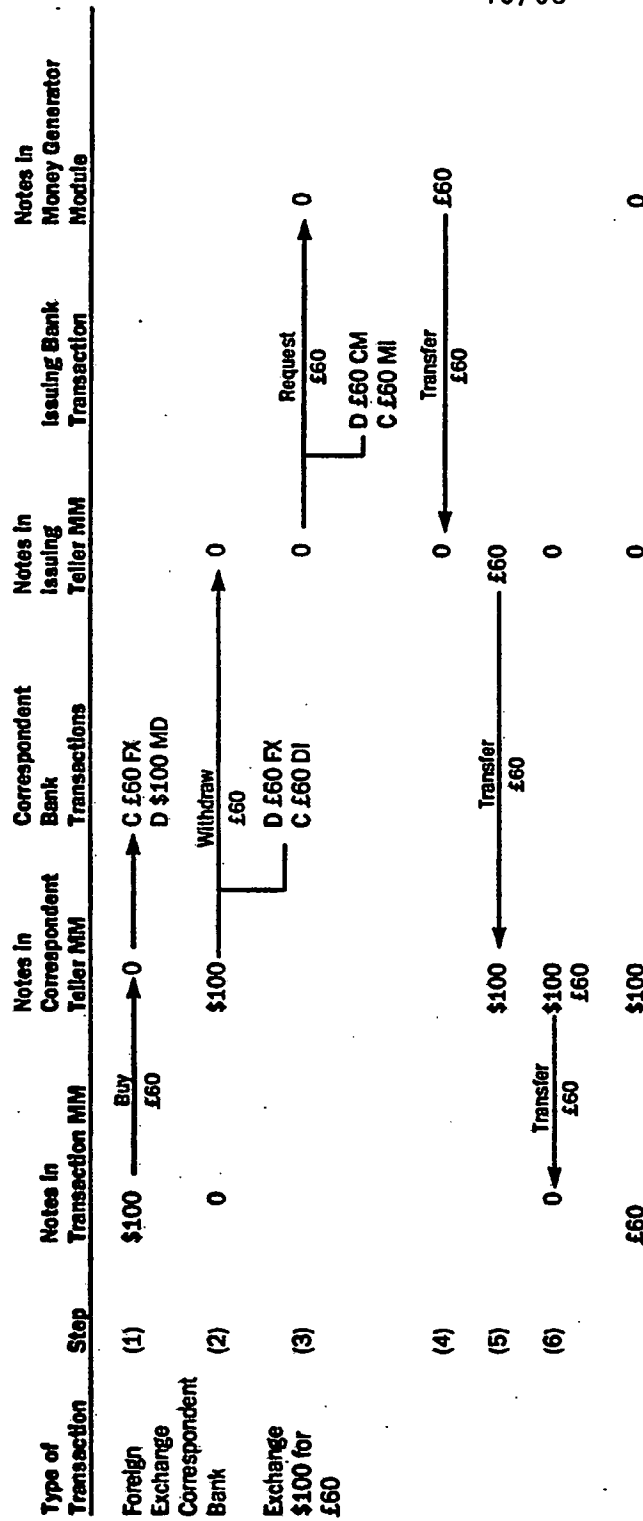 Type of
Transaction
Step
Notes in
Transaction MM
Notes in
Correspondent
Teller MM
Correspondent
Bank
Transactions
Notes in
Issuing
Teller MM
Issuing Bank
Transaction
Notes in
Money Generator
Module
Foreign
Exchange
Correspondent
Bank
Exchange
$100 for
£60
(1)
$100
Buy
£60
0
C £60 FX
D $100 MD
(2)
0
$100
Withdraw
£60
D £60 FX
C £60 DI
0
(3)
0
Request
£60
D £60 CM
C £60 MI
0
(4)
0
Transfer
£60
£60
(5)
$100
Transfer
£60
£60
(6)
0
Transfer
£60
$100
£60
0
£60
$100
0
0